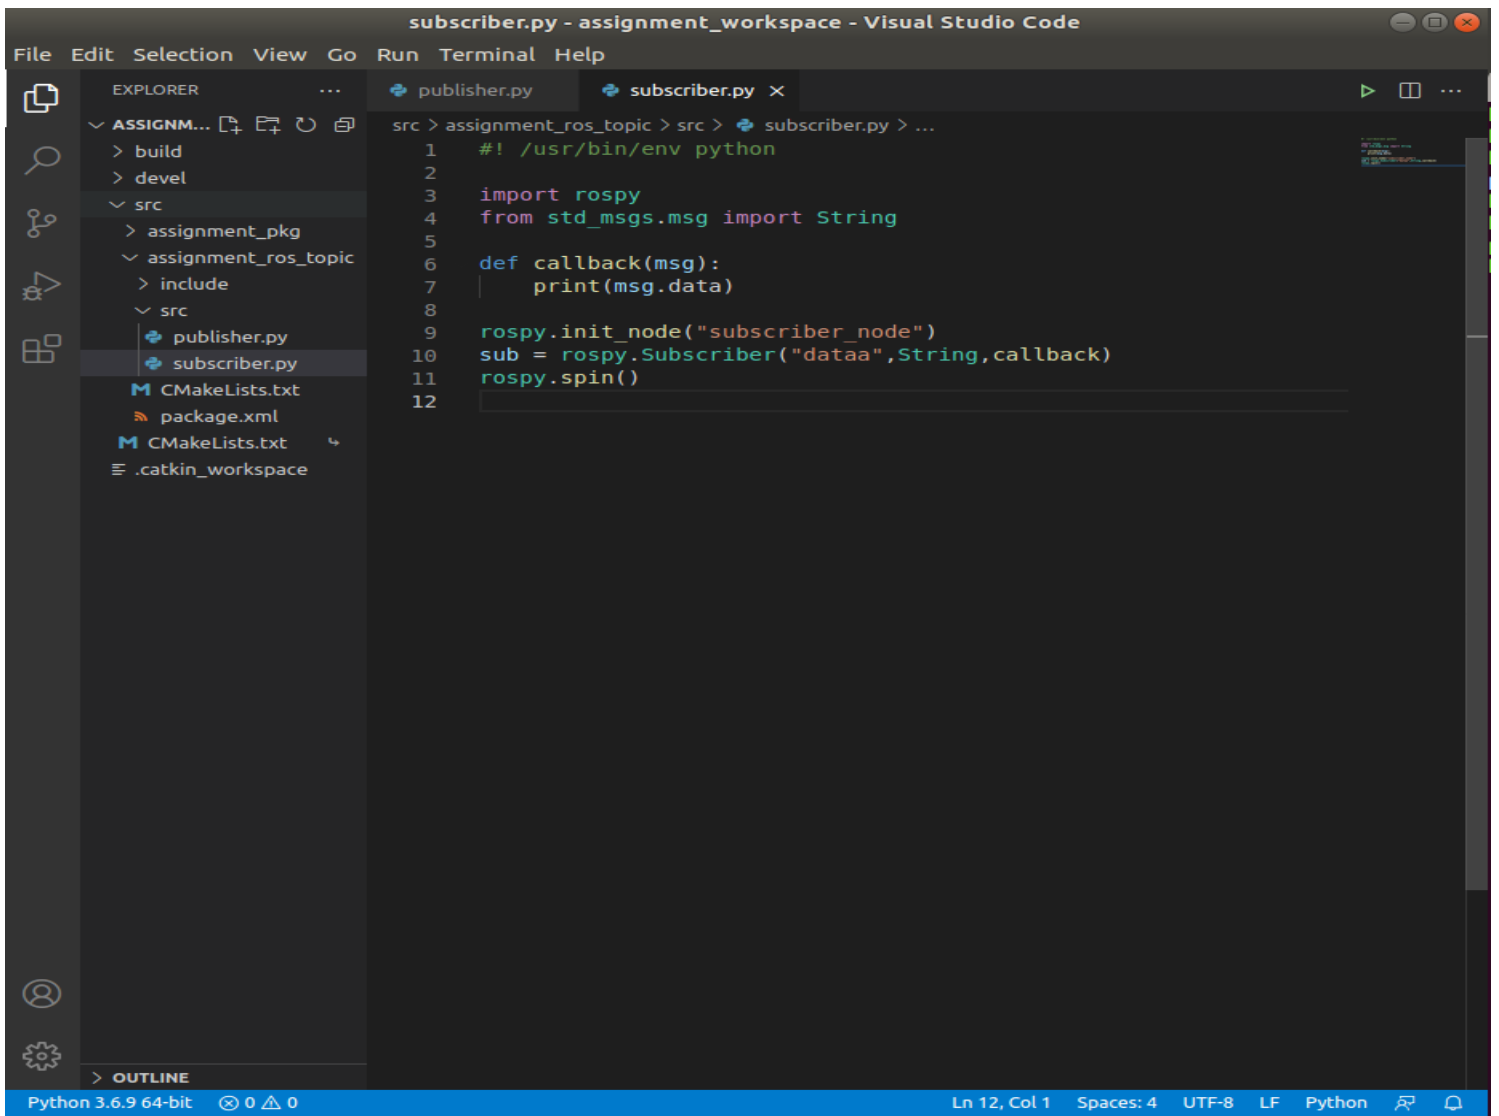 subscriber.py - assignment_workspace - Visual Studio Code
File Edit Selection View Go Run Terminal Help
EXPLORER ...
ASSIGNM...
> build
> devel
src
> assignment_pkg
assignment_ros_topic
> include
src
publisher.py
subscriber.py
CMakeLists.txt
package.xml
CMakeLists.txt
.catkin_workspace
> OUTLINE
publisher.py subscriber.py ×
src > assignment_ros_topic > src > subscriber.py > ...
1 #! /usr/bin/env python
2
3 import rospy
4 from std_msgs.msg import String
5
6 def callback(msg):
7     print(msg.data)
8
9 rospy.init_node("subscriber_node")
10 sub = rospy.Subscriber("dataa",String,callback)
11 rospy.spin()
12
Python 3.6.9 64-bit 0 0 Ln 12, Col 1 Spaces: 4 UTF-8 LF Python